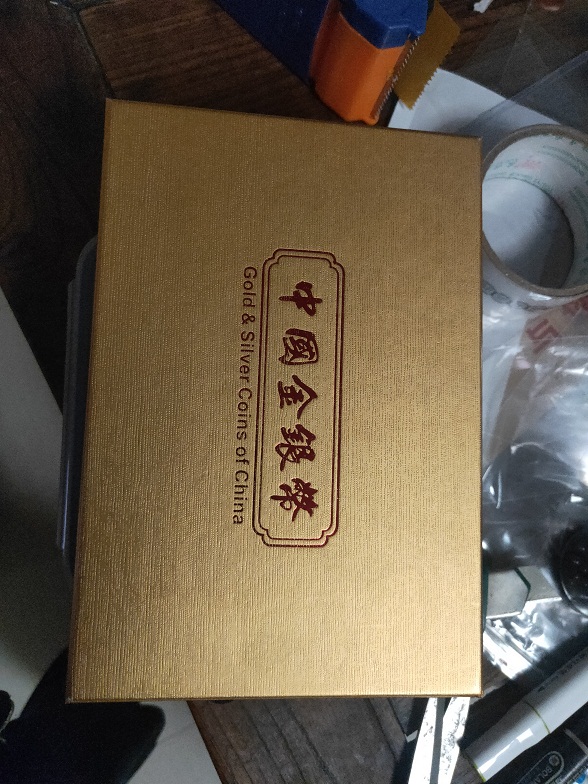 中國金銀幣
Gold & Silver Coins of China